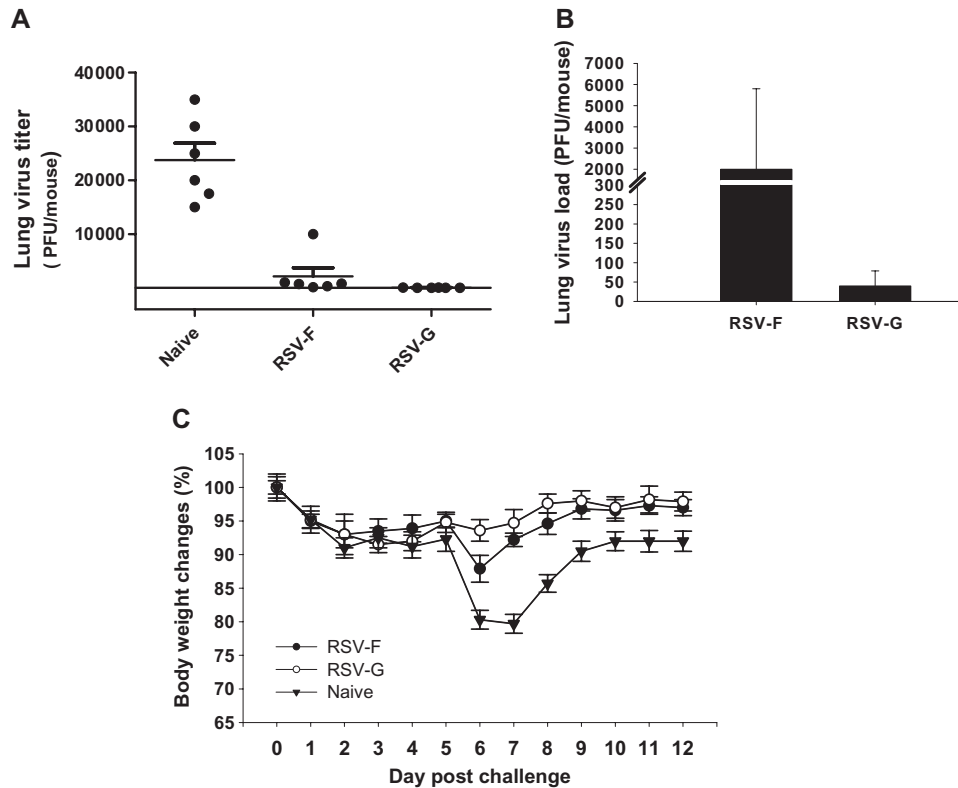 A
Lung virus titer
( PFU/mouse)
40000
30000
20000
10000
Naive
RSV-F
RSV-G
B
Lung virus load (PFU/mouse)
7000
6000
5000
4000
3000
2000
300
250
200
150
100
50
0
RSV-F
RSV-G
C
Body weight changes (%)
105
100
95
90
85
80
75
70
65
RSV-F
RSV-G
Naive
0 1 2 3 4 5 6 7 8 9 10 11 12
Day post challenge